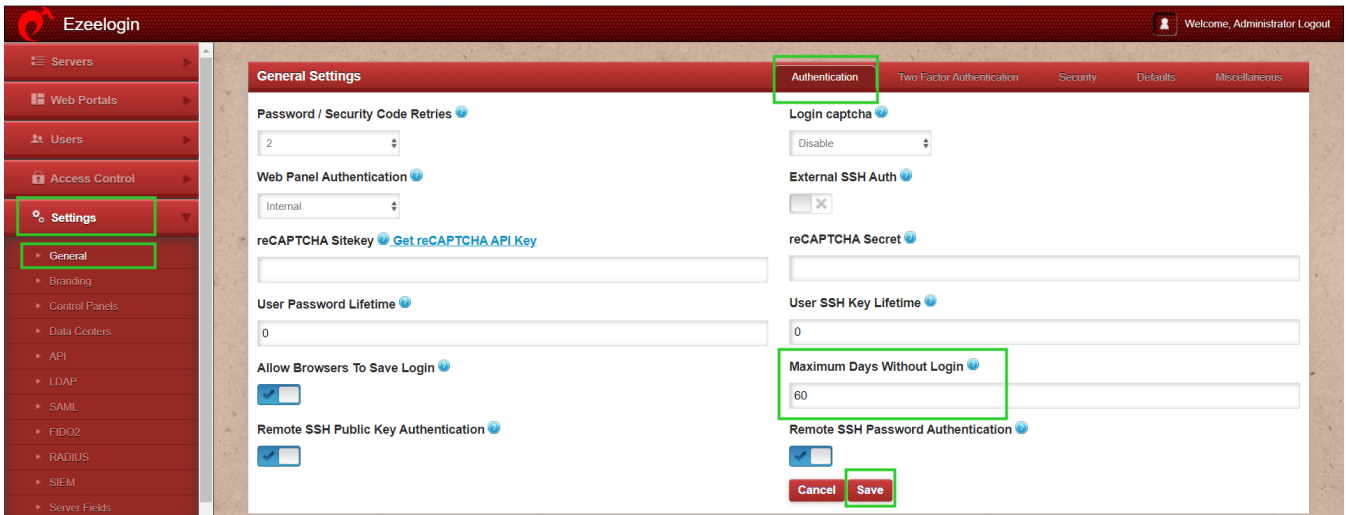 Ezeelogin
Welcome, Administrator Logout
Servers
Web Portals
Users
Access Control
Settings
General
Branding
Control Panels
Data Centers
API
LDAP
SAML
FIDO2
RADIUS
SIEM
Server Fields
General Settings
Authentication
Two Factor Authentication
Security
Defaults
Miscellaneous
Password / Security Code Retries
2
Login captcha
Disable
Web Panel Authentication
Internal
External SSH Auth
reCAPTCHA Sitekey Get reCAPTCHA API Key
reCAPTCHA Secret
User Password Lifetime
0
User SSH Key Lifetime
0
Allow Browsers To Save Login
Maximum Days Without Login
60
Remote SSH Public Key Authentication
Remote SSH Password Authentication
Cancel
Save